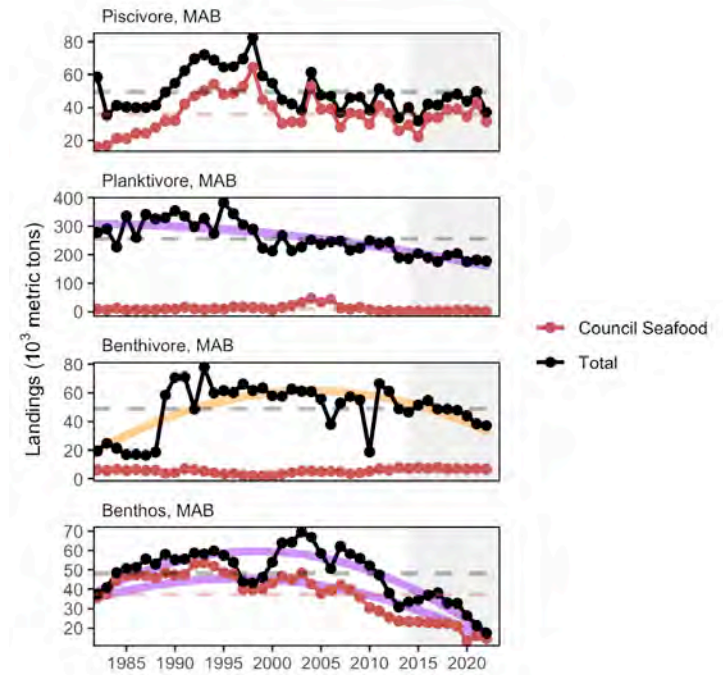 Piscivore, MAB
80
60
40
20
Planktivore, MAB
400
300
200
100
0
Landings (10³ metric tons)
Council Seafood
Total
Benthivore, MAB
80
60
40
20
0
Benthos, MAB
70
60
50
40
30
20
1985 1990 1995 2000 2005 2010 2015 2020